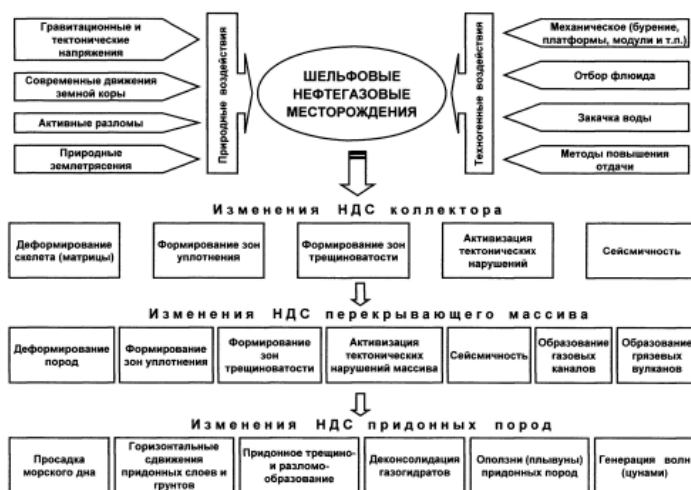 Гравитационные и
тектонические
напряжения
Современные движения
земной коры
Активные разломы
Природные
землетрясения
Природные воздействия
ШЕЛЬФОВЫЕ
НЕФТЕГАЗОВЫЕ
МЕСТОРОЖДЕНИЯ
Техногенные воздействия
Механическое (бурение,
платформы, модули и т.п.)
Отбор флюида
Закачка воды
Методы повышения
отдачи
Изменения НДС коллектора
Деформирование
скелета (матрицы)
Формирование зон
уплотнения
Формирование зон
трещиноватости
Активизация
тектонических
нарушений
Сейсмичность
Изменения НДС перекрывающего массива
Деформирование
пород
Формирование
зон уплотнения
Формирование
зон
трещиноватости
Активизация
тектонических
нарушений массива
Сейсмичность
Образование
газовых
каналов
Образование
грязевых
вулканов
Изменения НДС придонных пород
Просадка
морского дна
Горизонтальные
сдвижения
придонных слоев и
грунтов
Придонное трещино-
и разломо-
образование
Деконсолидация
газогидратов
Оползни (плывуны)
придонных пород
Генерация волн
(цунами)